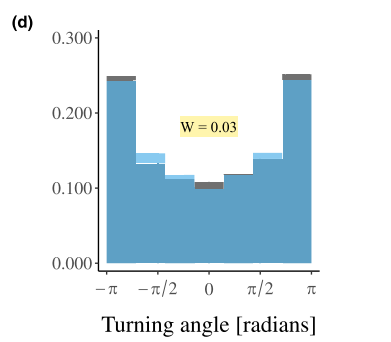 (d)
0.300
0.200
0.100
0.000
W = 0.03
−π −π/2 0 π/2 π
Turning angle [radians]